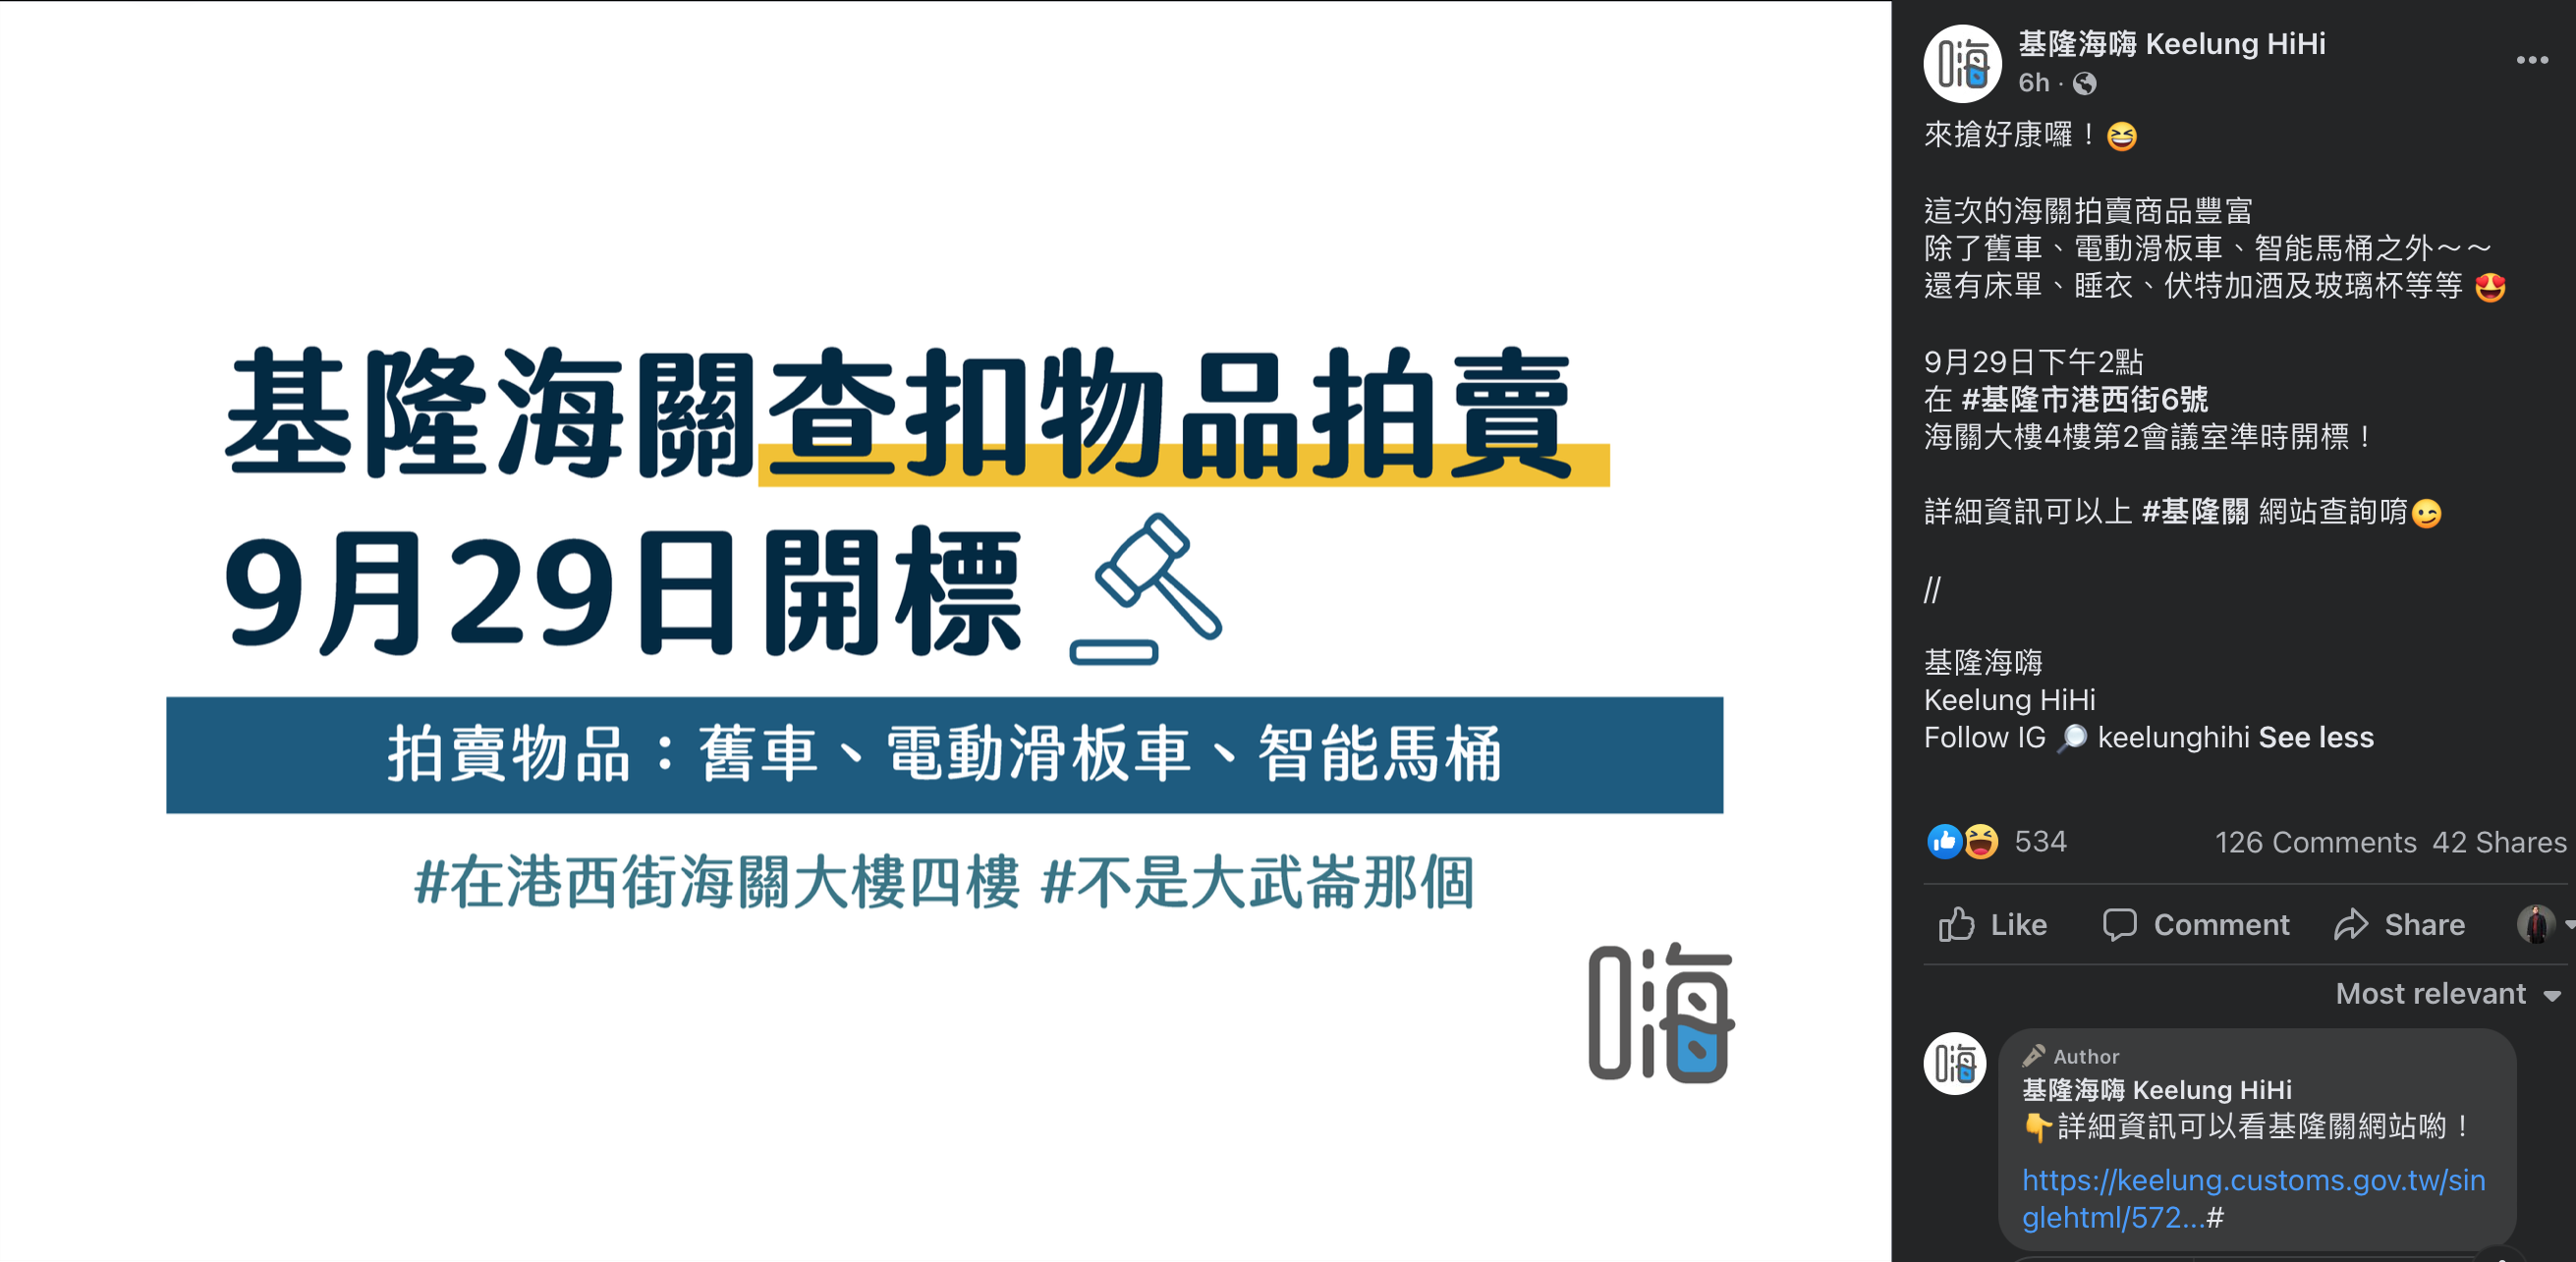 基隆海關查扣物品拍賣
9月29日開標
拍賣物品：舊車、電動滑板車、智能馬桶
#在港西街海關大樓四樓 #不是大武崙那個
嗨
嗨
基隆海嗨 Keelung HiHi
6h ·
來搶好康囉！😆
這次的海關拍賣商品豐富
除了舊車、電動滑板車、智能馬桶之外～～
還有床單、睡衣、伏特加酒及玻璃杯等等 😍
9月29日下午2點
在 #基隆市港西街6號
海關大樓4樓第2會議室準時開標！
詳細資訊可以上 #基隆關 網站查詢唷😉
//
基隆海嗨
Keelung HiHi
Follow IG 🔎 keelunghihi See less
534 126 Comments 42 Shares
Like Comment Share
Most relevant
嗨
Author
基隆海嗨 Keelung HiHi
👇詳細資訊可以看基隆關網站喲！
https://keelung.customs.gov.tw/sin
glehtml/572...#